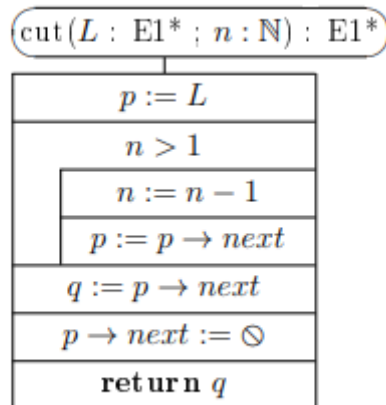 cut(L : E1* ; n : ℕ) : E1*
p := L
n > 1
n := n − 1
p := p → next
q := p → next
p → next := ⦸
return q